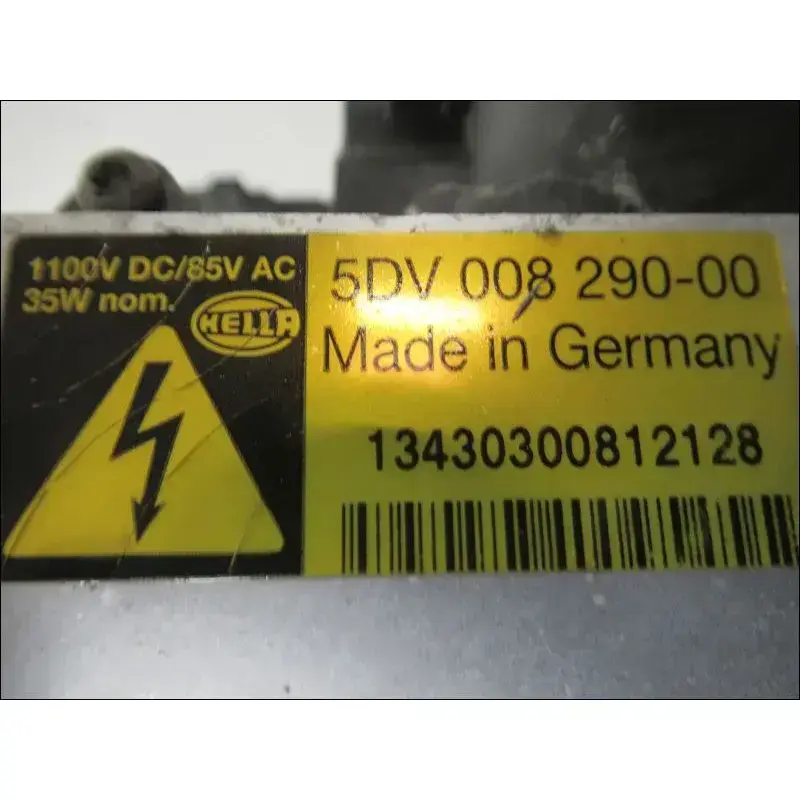 1100V DC/85V AC
35W nom.
HELLA
5DV 008 290-00
Made in Germany
13430300812128